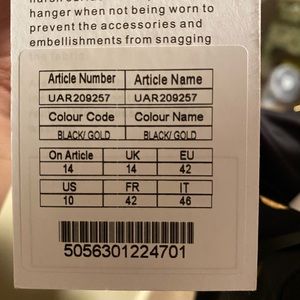 hanger when not being worn to
prevent the accessories and
embellishments from snagging
Article Number Article Name
UAR209257 UAR209257
Colour Code Colour Name
BLACK/ GOLD BLACK/ GOLD
On Article UK EU
14 14 42
US FR IT
10 42 46
5056301224701